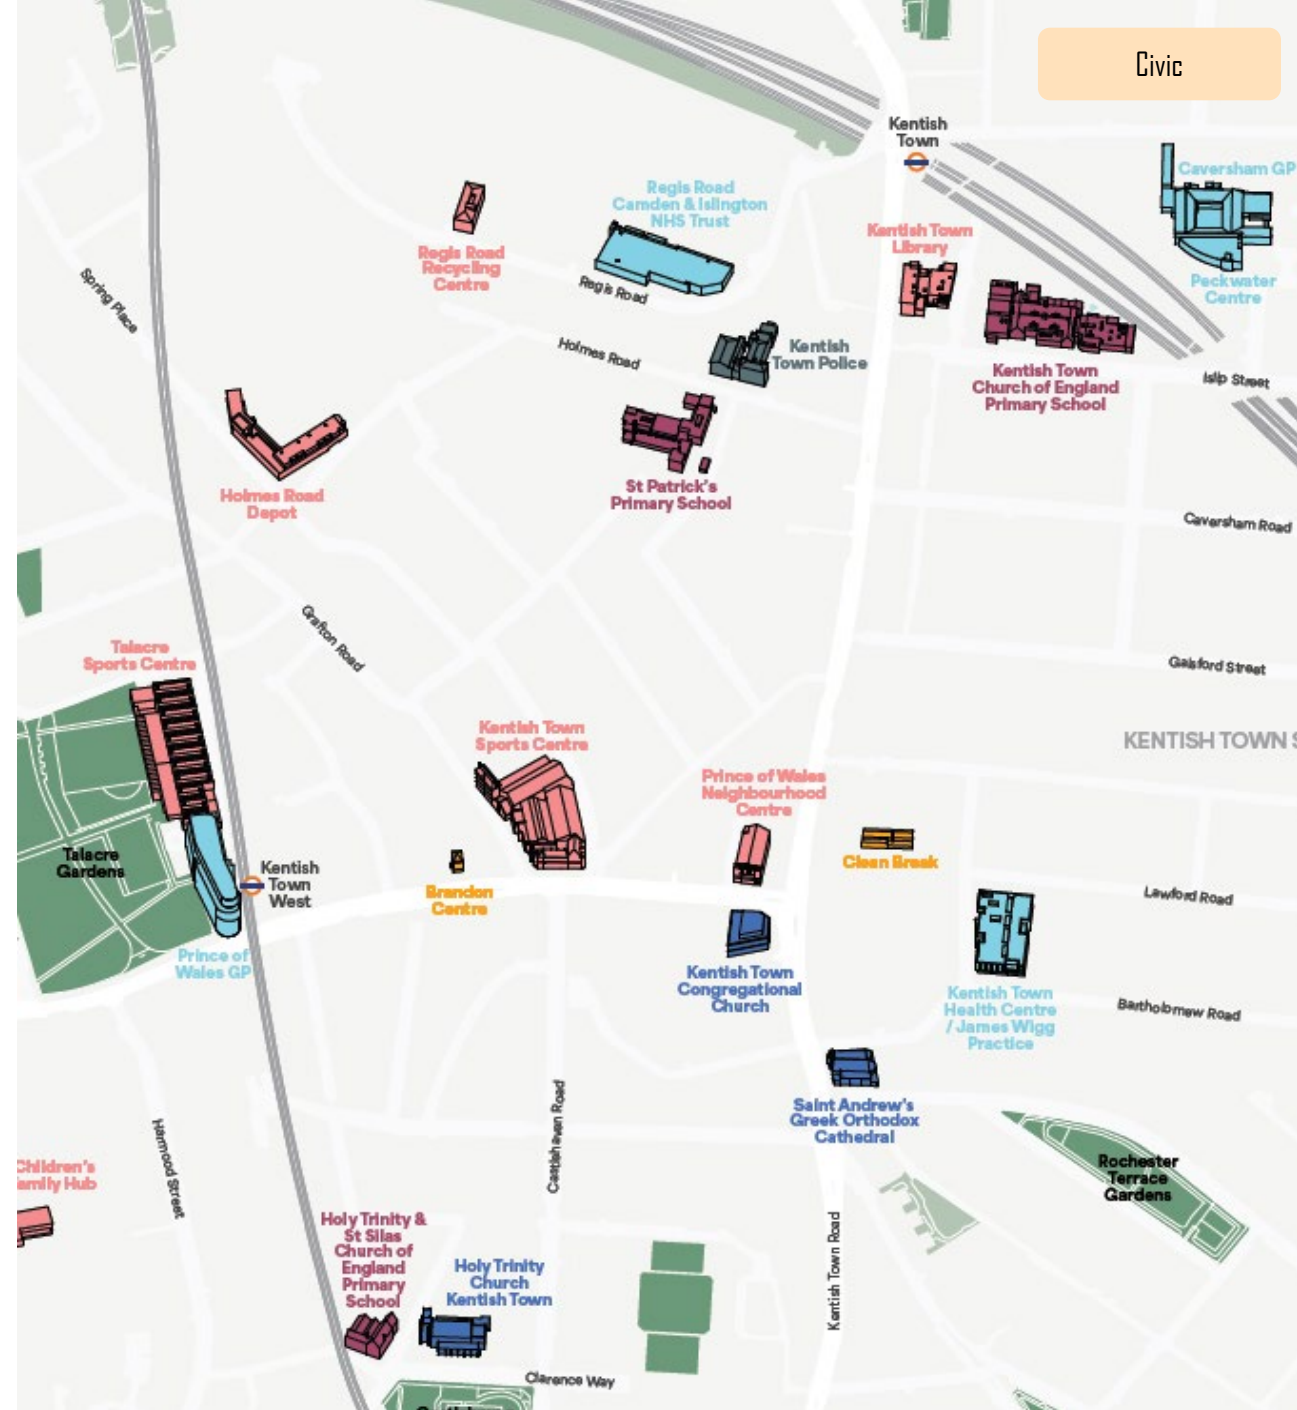 Civic
Kentish
Town
Caversham GP
Regis Road
Camden & Islington
NHS Trust
Kentish Town
Library
Regis Road
Recycling
Centre
Peckwater
Centre
Spring Place
Regis Road
Holmes Road
Kentish
Town Police
Kentish Town
Church of England
Primary School
Islip Street
St Patrick's
Primary School
Holmes Road
Depot
Caversham Road
Grafton Road
Talacre
Sports Centre
Gaisford Street
Kentish Town
Sports Centre
KENTISH TOWN S
Prince of Wales
Neighbourhood
Centre
Talacre
Gardens
Kentish
Town
West
Clean Break
Brandon
Centre
Lawford Road
Prince of
Wales GP
Kentish Town
Congregational
Church
Kentish Town
Health Centre
/ James Wigg
Practice
Bartholomew Road
Saint Andrew's
Greek Orthodox
Cathedral
Castlehaven Road
Harmood Street
Children's
amily Hub
Rochester
Terrace
Gardens
Holy Trinity &
St Silas
Church of
England
Primary
School
Holy Trinity
Church
Kentish Town
Kentish Town Road
Clarence Way